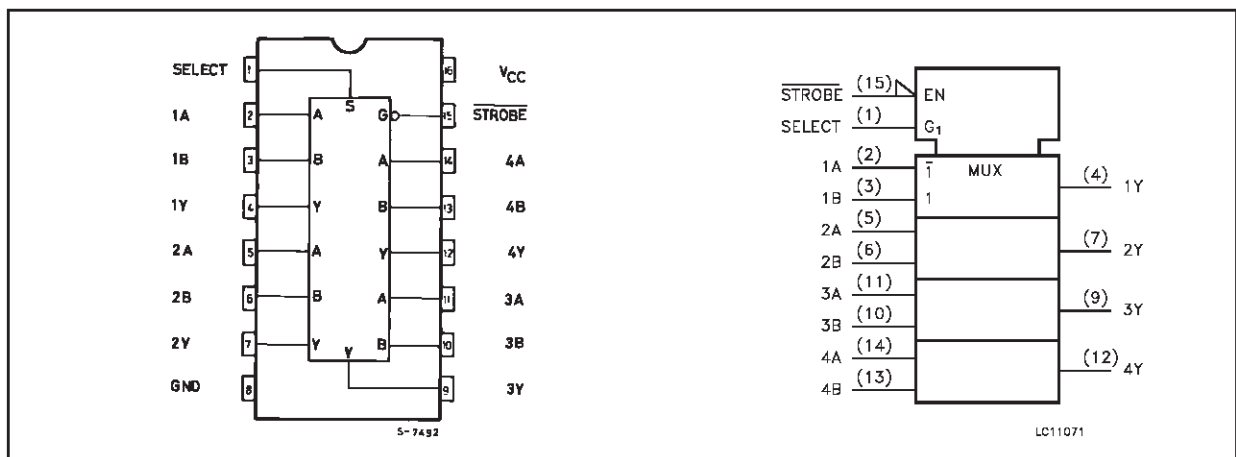 SELECT 1 16 V_CC
S
1A 2 A G 15 S̅T̅R̅O̅B̅E̅
1B 3 B A 14 4A
1Y 4 Y B 13 4B
2A 5 A Y 12 4Y
2B 6 B A 11 3A
2Y 7 Y Y B 10 3B
GND 8 9 3Y
S-7492
S̅T̅R̅O̅B̅E̅ (15) EN
SELECT (1) G₁
MUX
1A (2) 1̅
1B (3) 1
(4) 1Y
2A (5)
2B (6)
(7) 2Y
3A (11)
3B (10)
(9) 3Y
4A (14)
4B (13)
(12) 4Y
LC11071